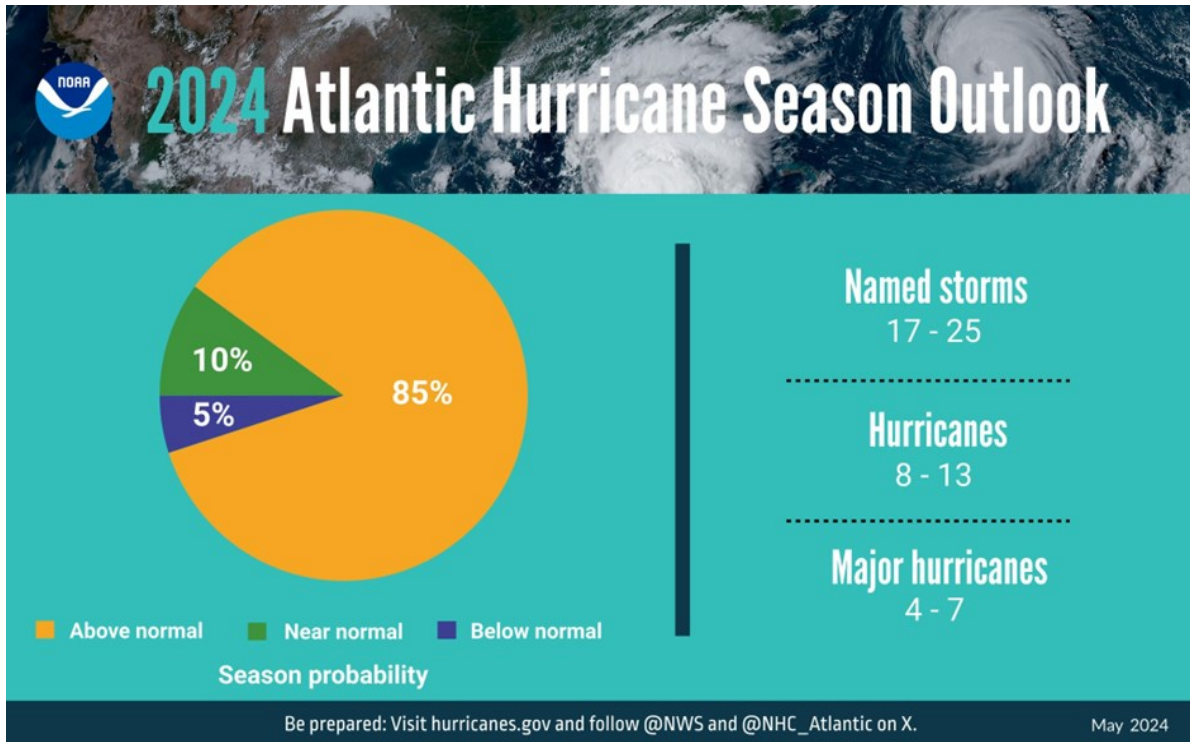 NOAA
2024 Atlantic Hurricane Season Outlook
10%
5%
85%
Above normal
Near normal
Below normal
Season probability
Named storms
17 - 25
Hurricanes
8 - 13
Major hurricanes
4 - 7
Be prepared: Visit hurricanes.gov and follow @NWS and @NHC_Atlantic on X.
May 2024